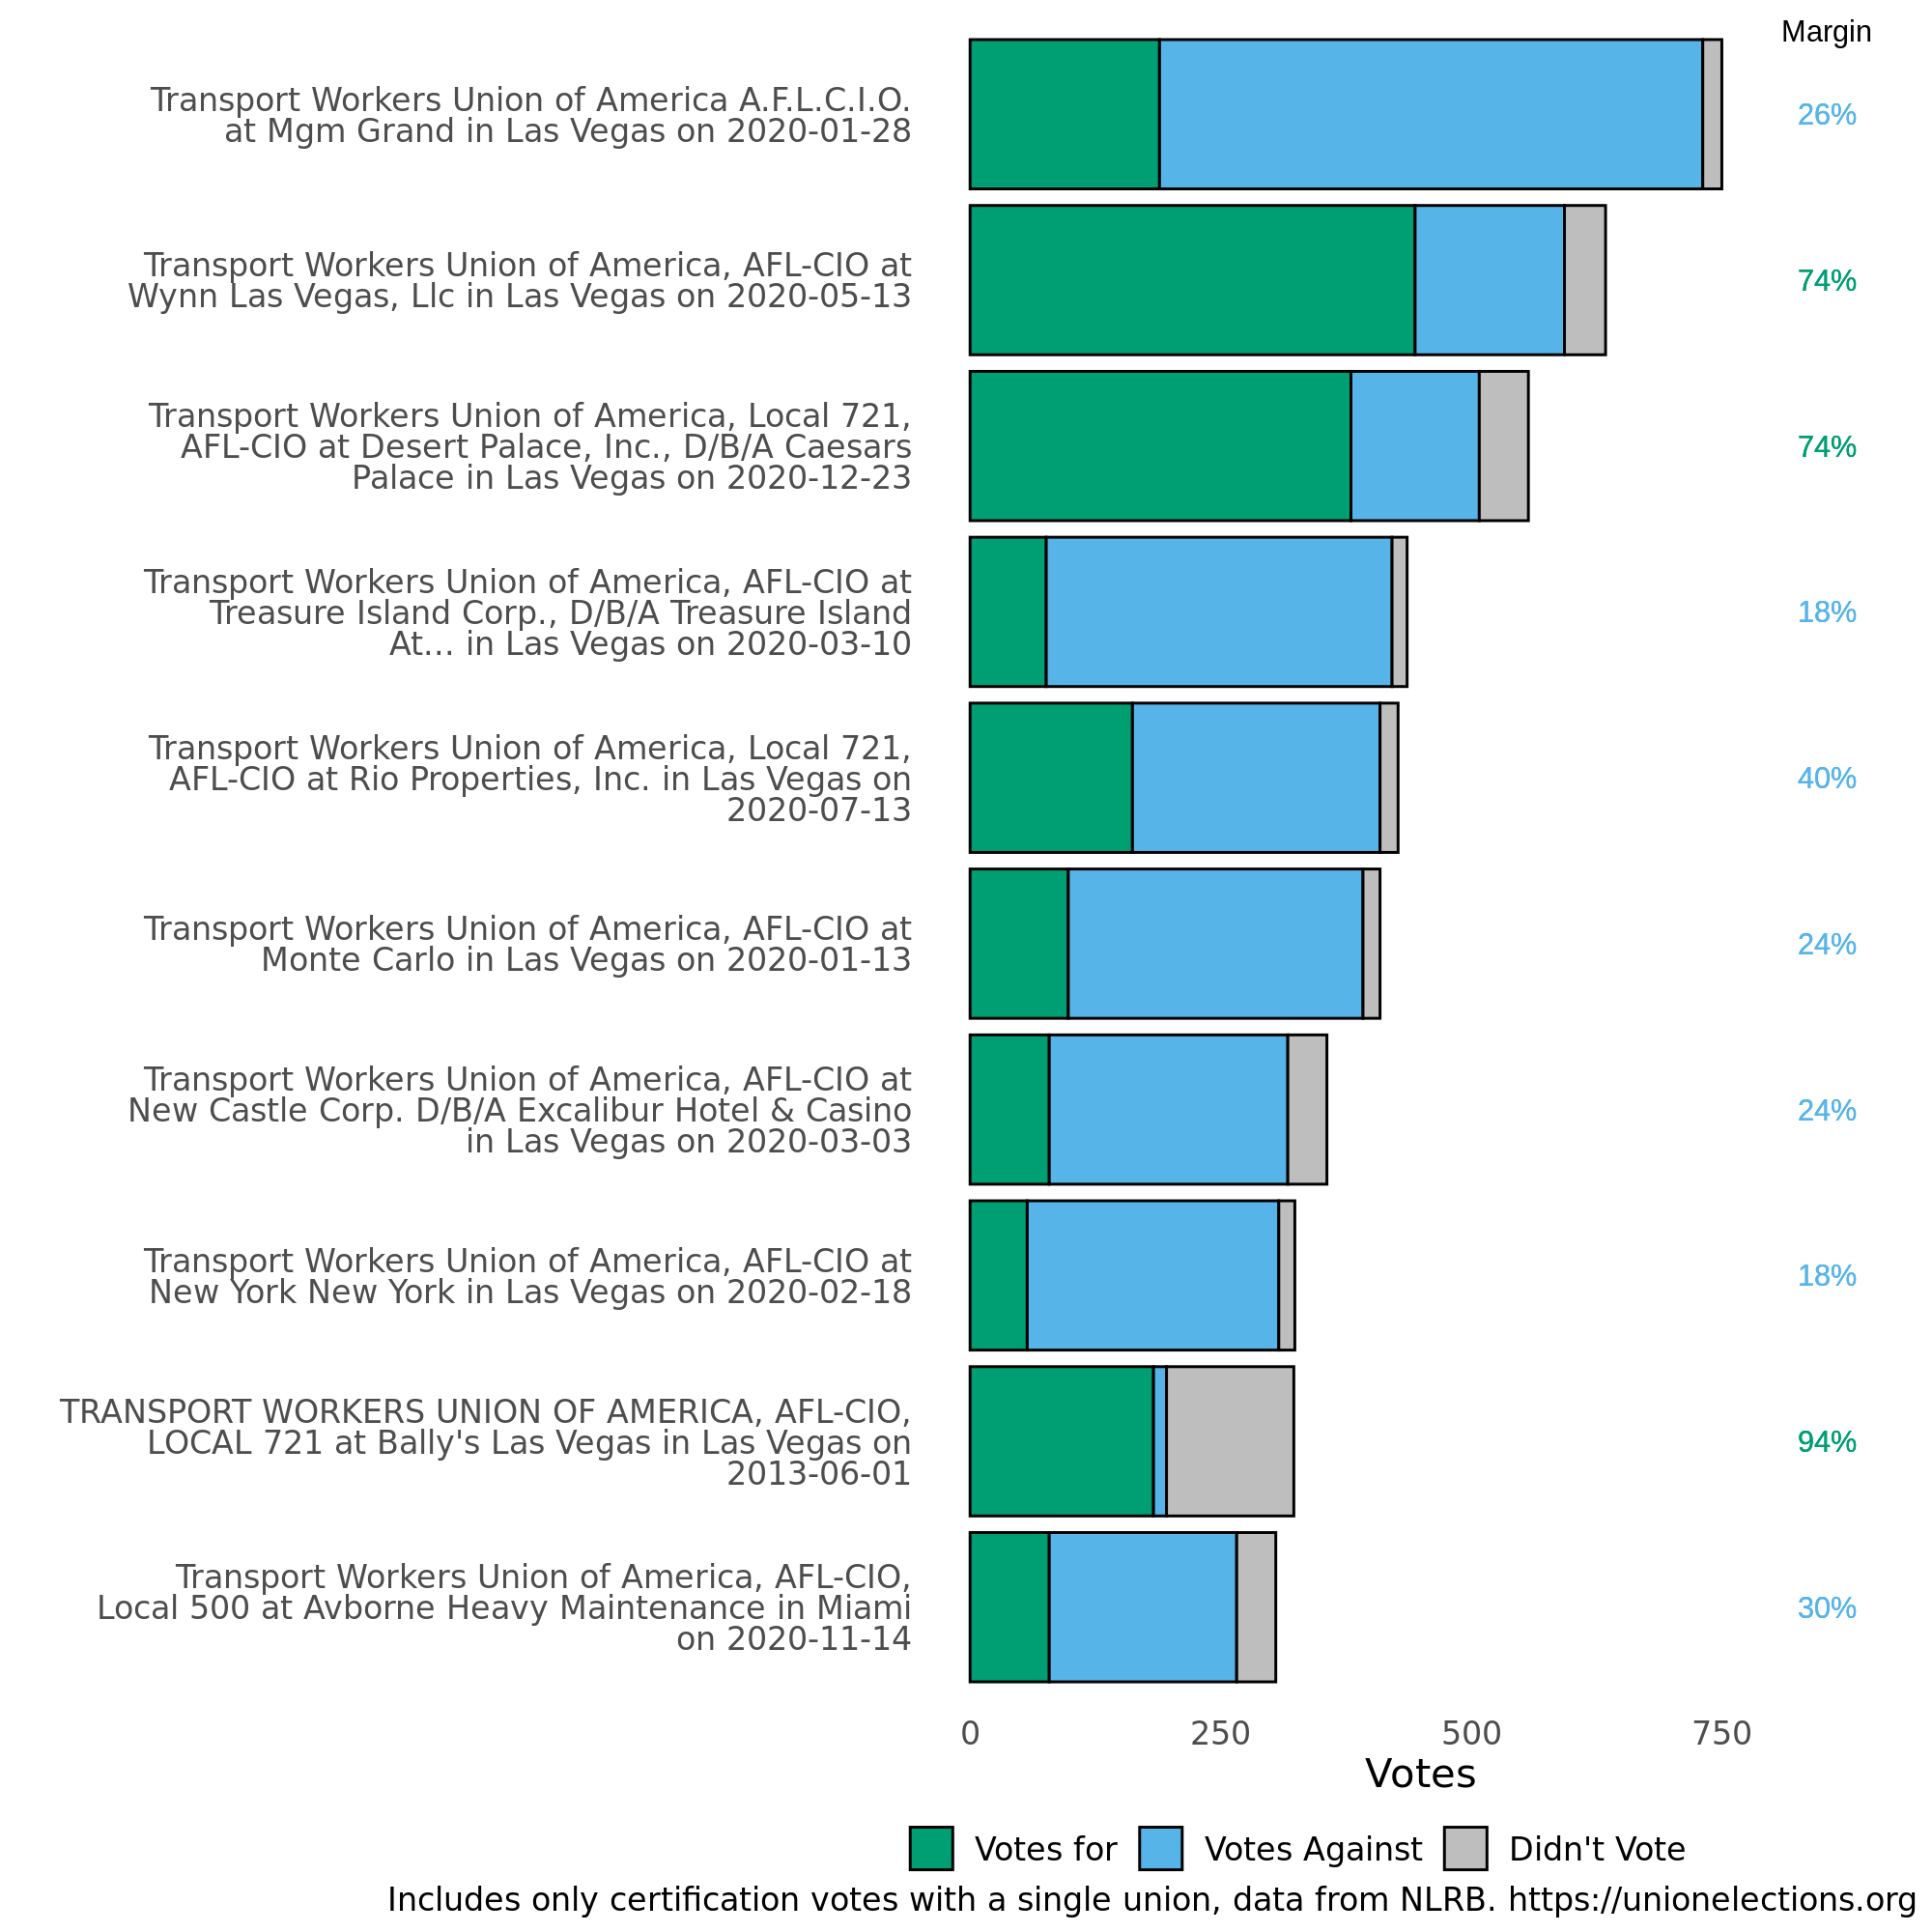 Margin
Transport Workers Union of America A.F.L.C.I.O.
at Mgm Grand in Las Vegas on 2020-01-28
26%
Transport Workers Union of America, AFL-CIO at
Wynn Las Vegas, Llc in Las Vegas on 2020-05-13
74%
Transport Workers Union of America, Local 721,
AFL-CIO at Desert Palace, Inc., D/B/A Caesars
Palace in Las Vegas on 2020-12-23
74%
Transport Workers Union of America, AFL-CIO at
Treasure Island Corp., D/B/A Treasure Island
At... in Las Vegas on 2020-03-10
18%
Transport Workers Union of America, Local 721,
AFL-CIO at Rio Properties, Inc. in Las Vegas on
2020-07-13
40%
Transport Workers Union of America, AFL-CIO at
Monte Carlo in Las Vegas on 2020-01-13
24%
Transport Workers Union of America, AFL-CIO at
New Castle Corp. D/B/A Excalibur Hotel & Casino
in Las Vegas on 2020-03-03
24%
Transport Workers Union of America, AFL-CIO at
New York New York in Las Vegas on 2020-02-18
18%
TRANSPORT WORKERS UNION OF AMERICA, AFL-CIO,
LOCAL 721 at Bally's Las Vegas in Las Vegas on
2013-06-01
94%
Transport Workers Union of America, AFL-CIO,
Local 500 at Avborne Heavy Maintenance in Miami
on 2020-11-14
30%
0 250 500 750
Votes
Votes for Votes Against Didn't Vote
Includes only certification votes with a single union, data from NLRB. https://unionelections.org